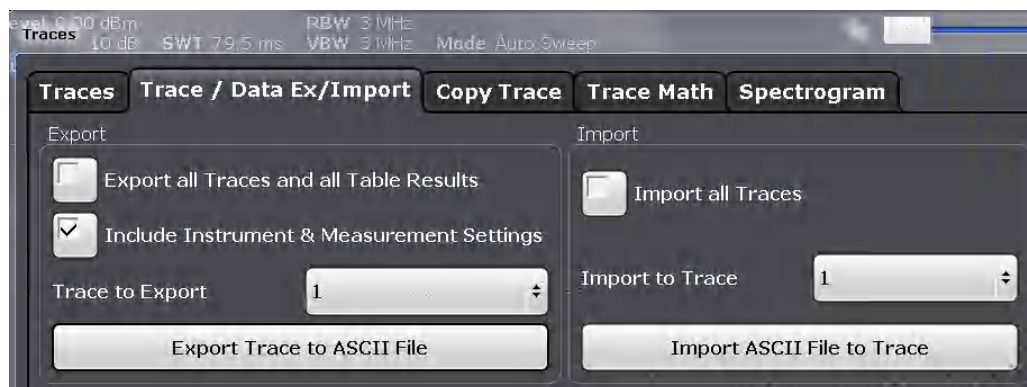 0.00 dBm RBW 3 MHz
Traces
10 dB SWT 79.5 ms VBW 3 MHz Mode Auto Sweep
Traces Trace / Data Ex/Import Copy Trace Trace Math Spectrogram
Export
Export all Traces and all Table Results
Include Instrument & Measurement Settings
Trace to Export 1
Export Trace to ASCII File
Import
Import all Traces
Import to Trace 1
Import ASCII File to Trace